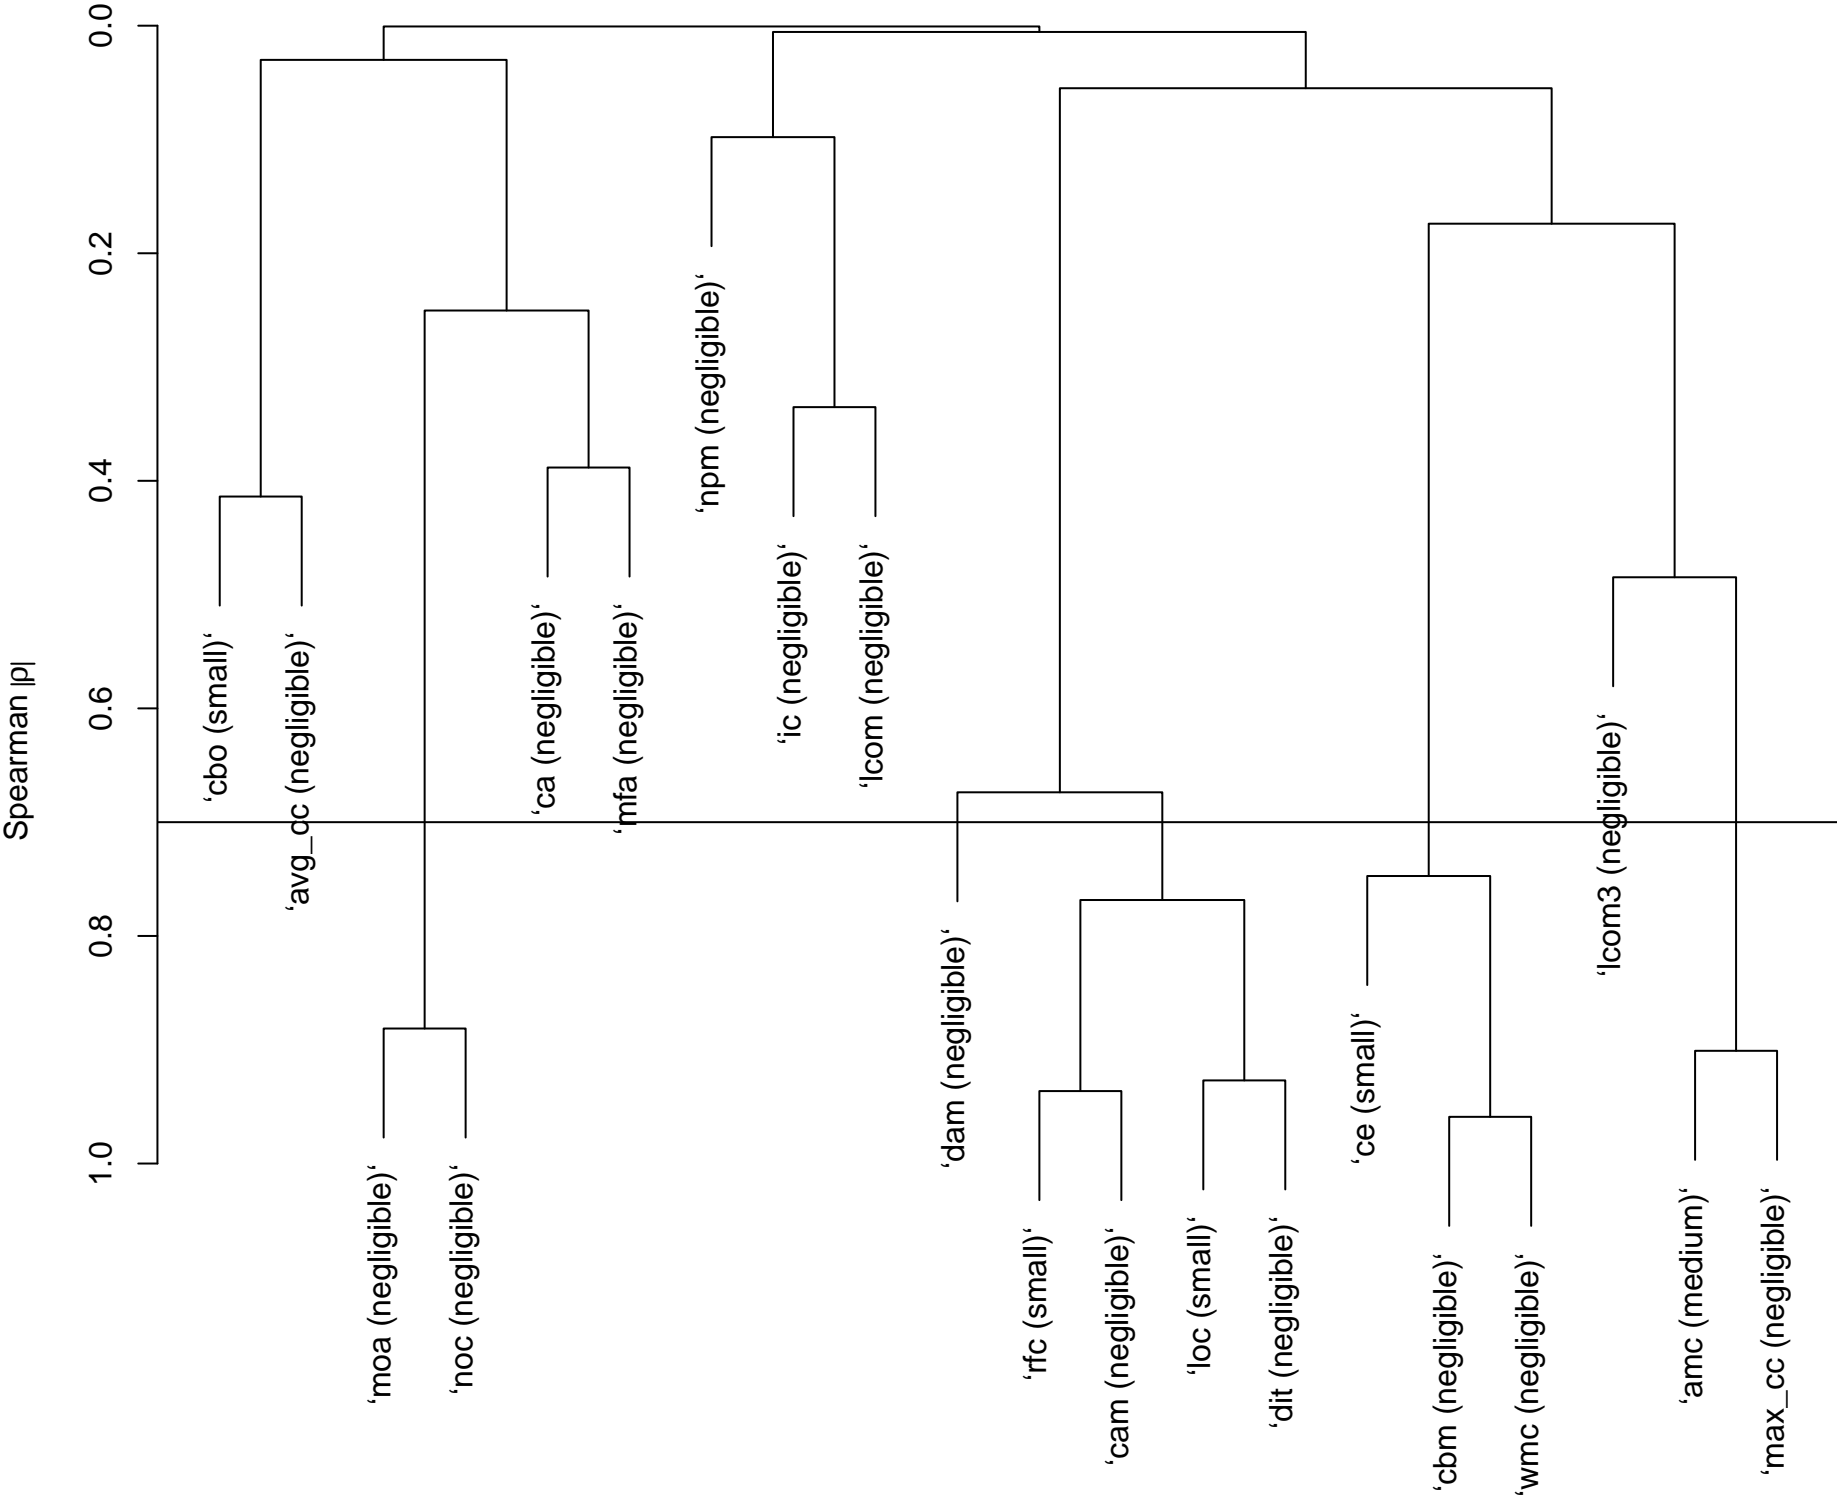 Spearman |ρ|
0.0
0.2
0.4
0.6
0.8
1.0
‘cbo (small)‘
‘avg_cc (negligible)‘
‘moa (negligible)‘
‘noc (negligible)‘
‘ca (negligible)‘
‘mfa (negligible)‘
‘npm (negligible)‘
‘ic (negligible)‘
‘lcom (negligible)‘
‘dam (negligible)‘
‘rfc (small)‘
‘cam (negligible)‘
‘loc (small)‘
‘dit (negligible)‘
‘ce (small)‘
‘cbm (negligible)‘
‘wmc (negligible)‘
‘lcom3 (negligible)‘
‘amc (medium)‘
‘max_cc (negligible)‘